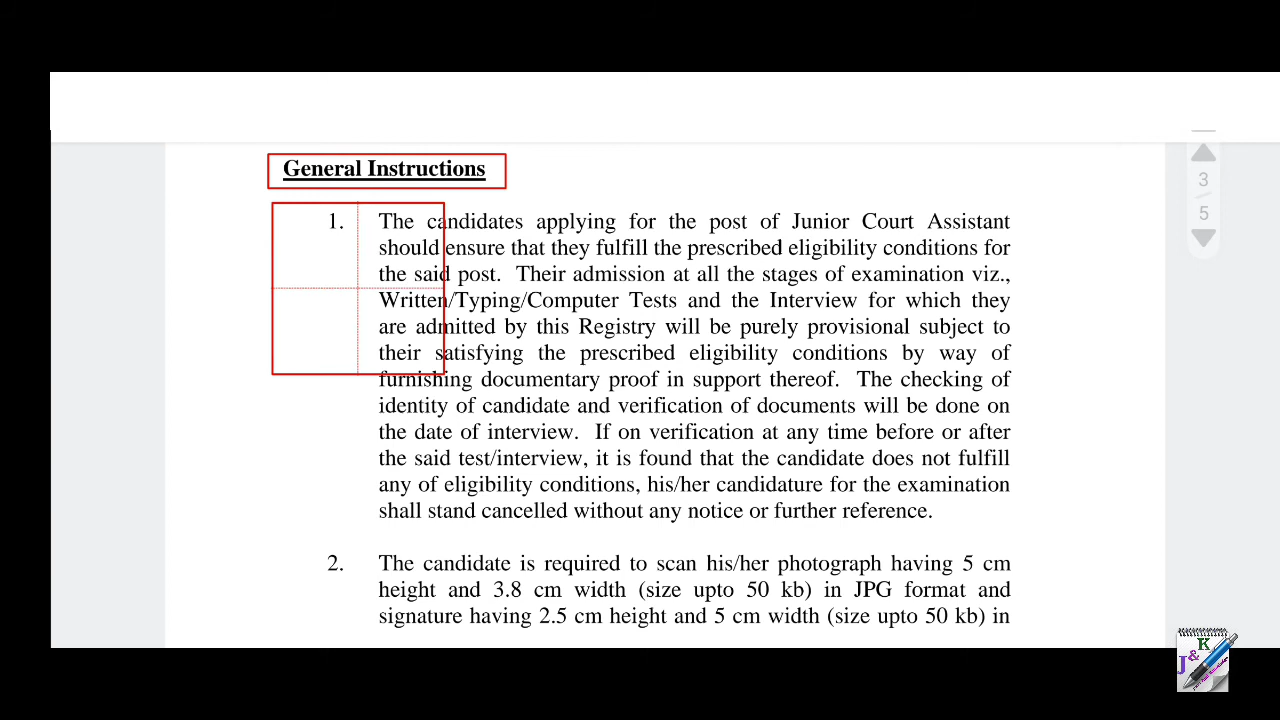 General Instructions
3
5
1. The candidates applying for the post of Junior Court Assistant
should ensure that they fulfill the prescribed eligibility conditions for
the said post. Their admission at all the stages of examination viz.,
Written/Typing/Computer Tests and the Interview for which they
are admitted by this Registry will be purely provisional subject to
their satisfying the prescribed eligibility conditions by way of
furnishing documentary proof in support thereof. The checking of
identity of candidate and verification of documents will be done on
the date of interview. If on verification at any time before or after
the said test/interview, it is found that the candidate does not fulfill
any of eligibility conditions, his/her candidature for the examination
shall stand cancelled without any notice or further reference.
2. The candidate is required to scan his/her photograph having 5 cm
height and 3.8 cm width (size upto 50 kb) in JPG format and
signature having 2.5 cm height and 5 cm width (size upto 50 kb) in
J&K